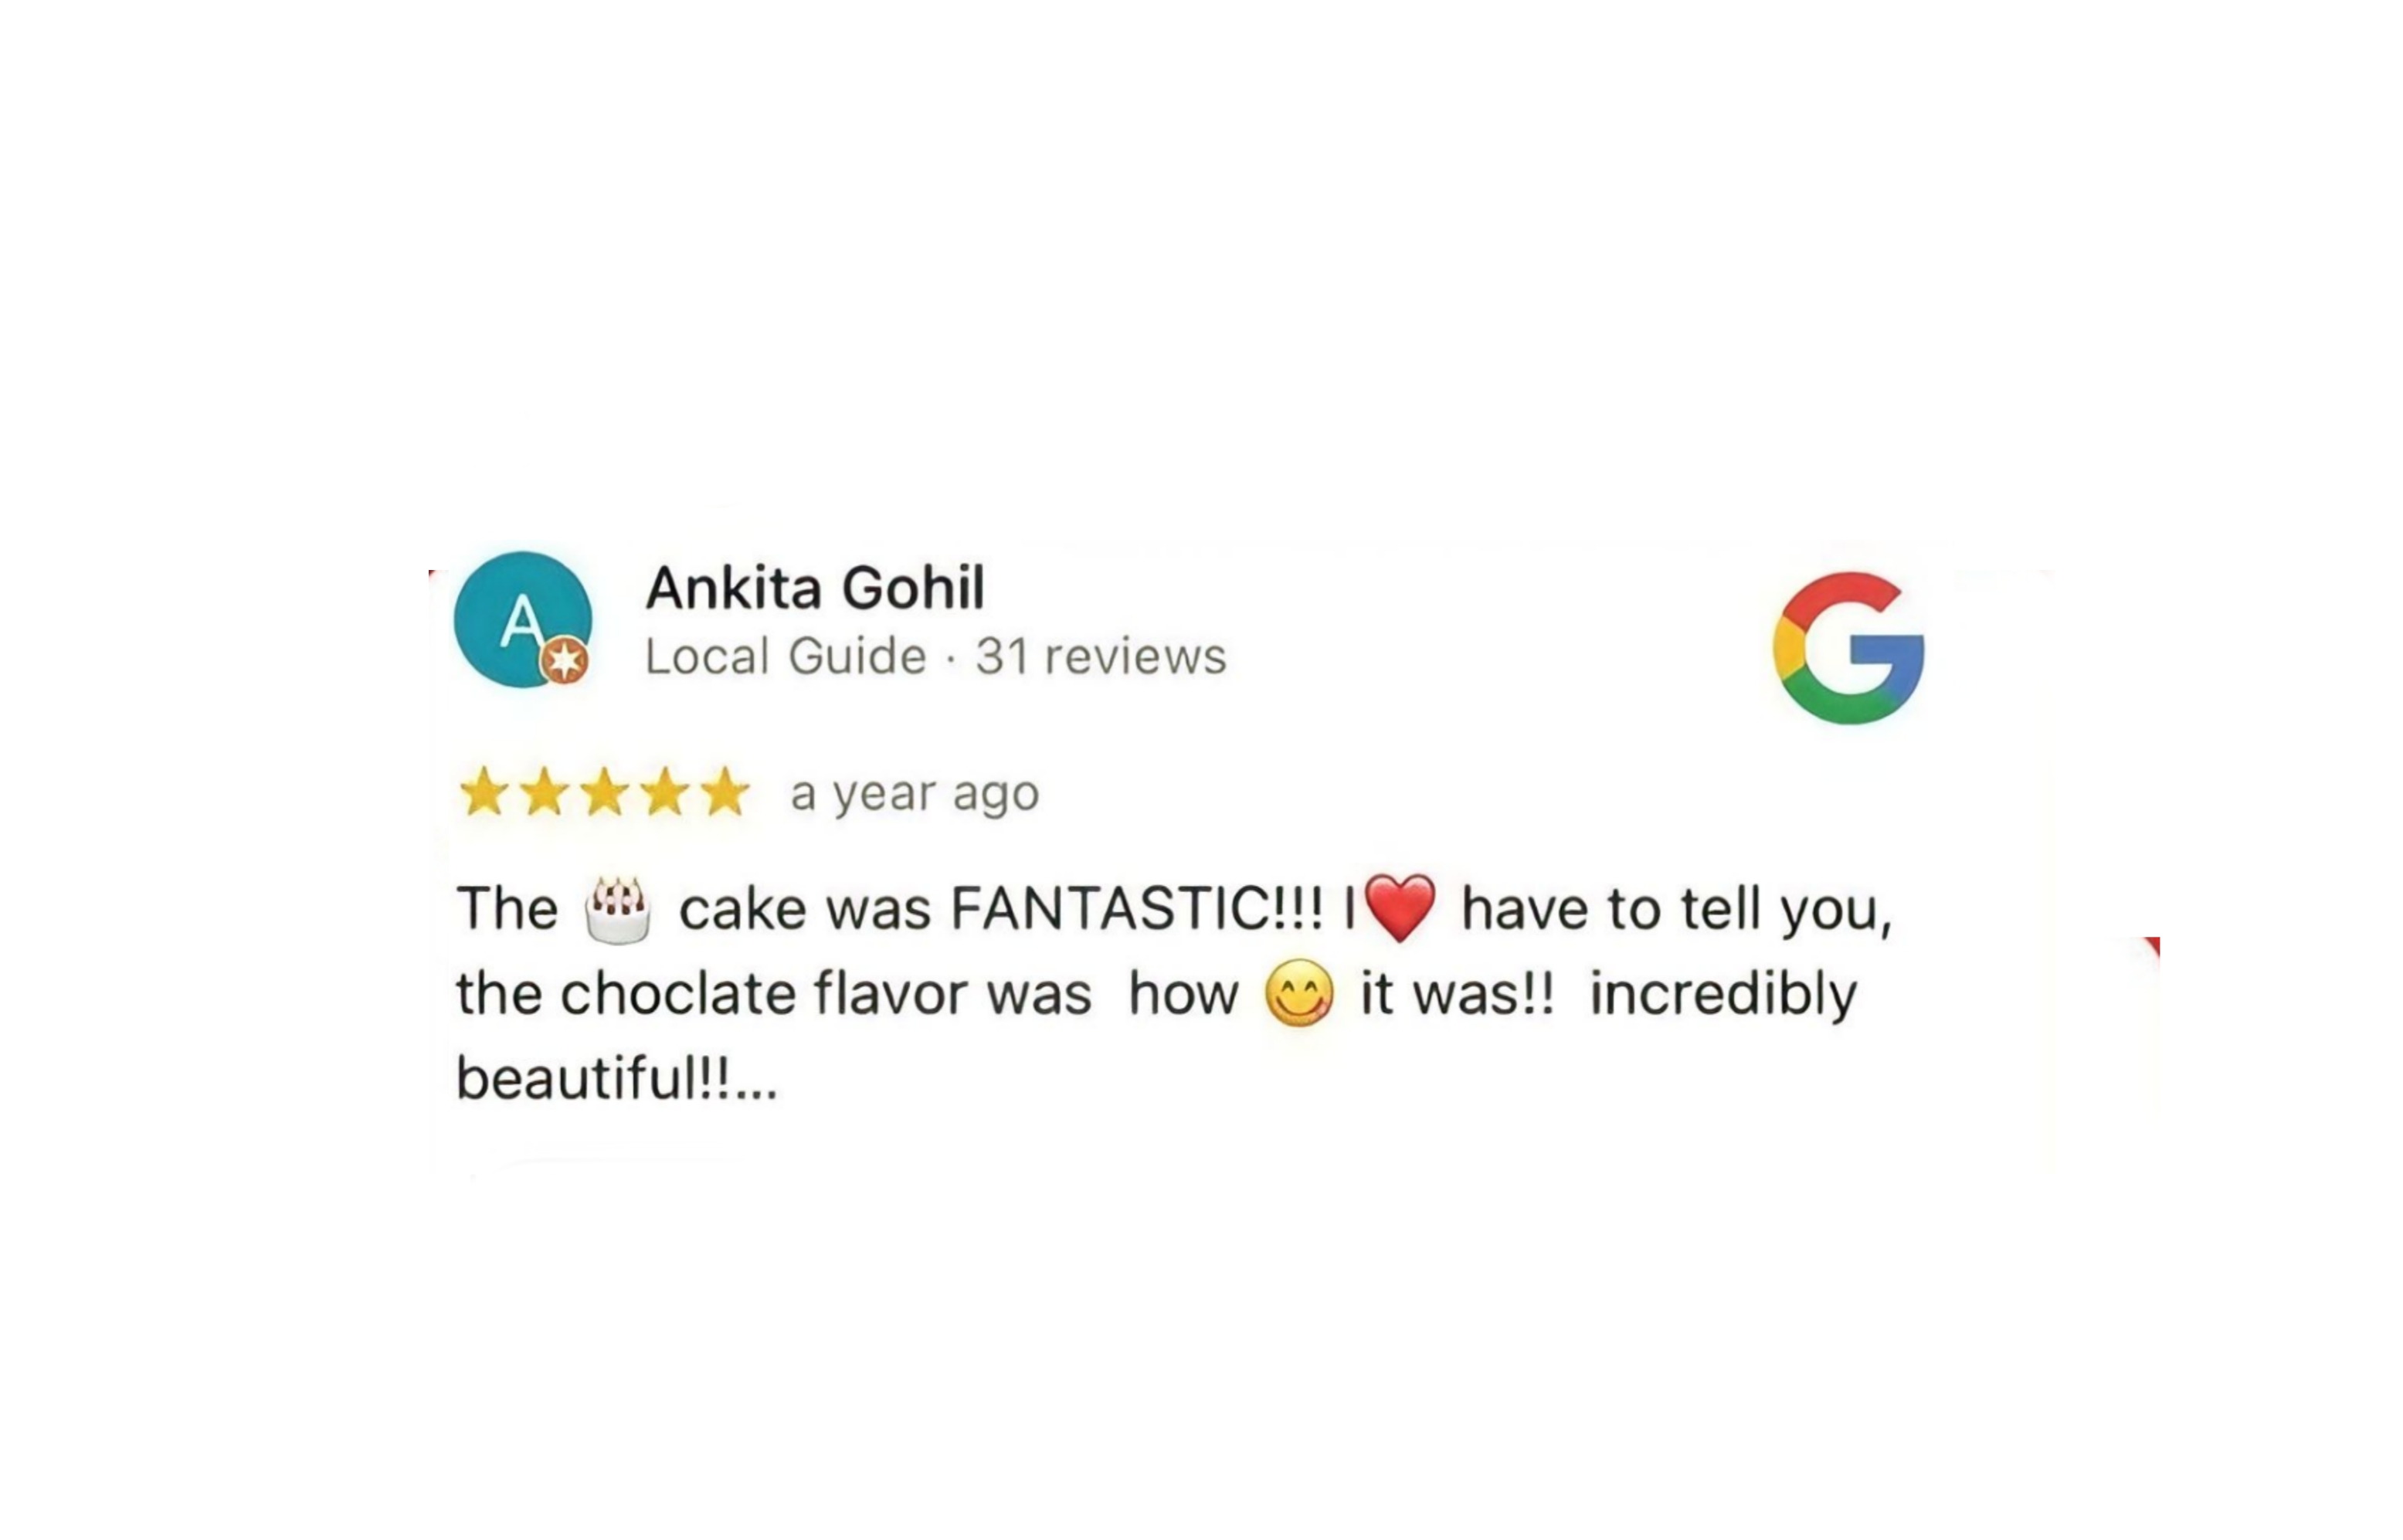 A
Ankita Gohil
Local Guide · 31 reviews
G
★★★★★ a year ago
The 🎂 cake was FANTASTIC!!! I❤️ have to tell you,
the choclate flavor was  how 😋 it was!!  incredibly
beautiful!!...